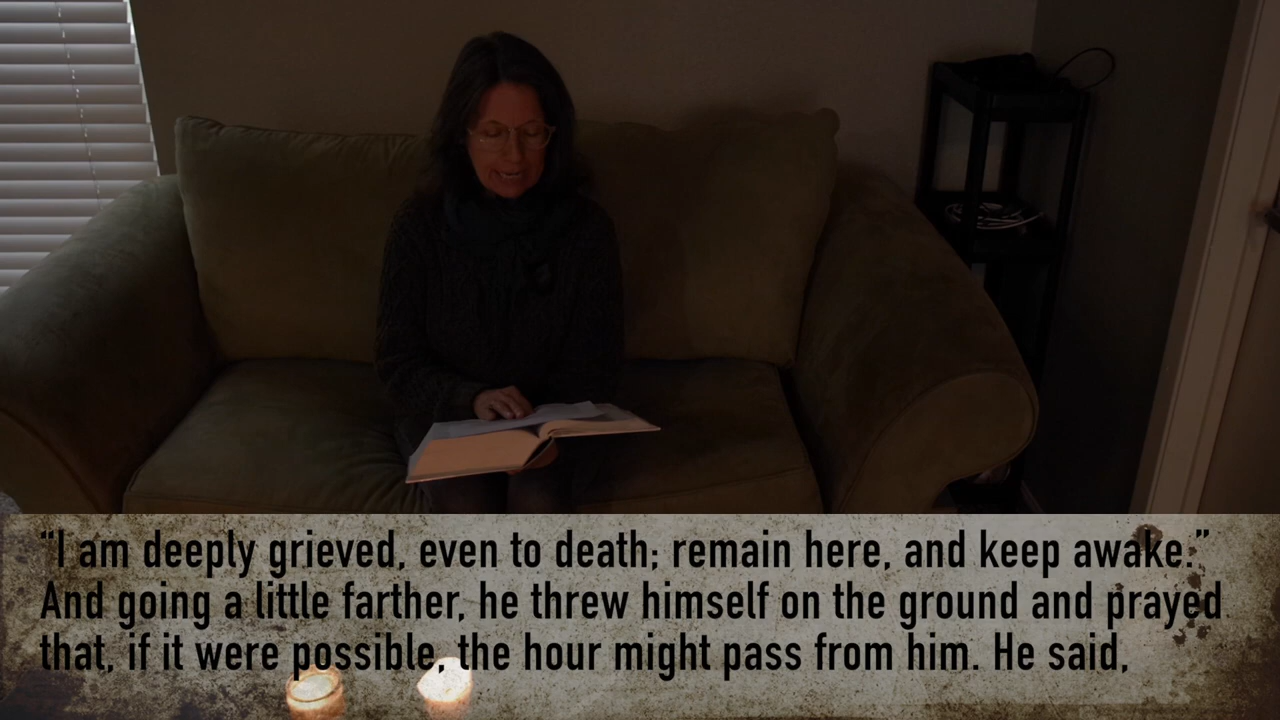 “I am deeply grieved, even to death; remain here, and keep awake.”
And going a little farther, he threw himself on the ground and prayed
that, if it were possible, the hour might pass from him. He said,